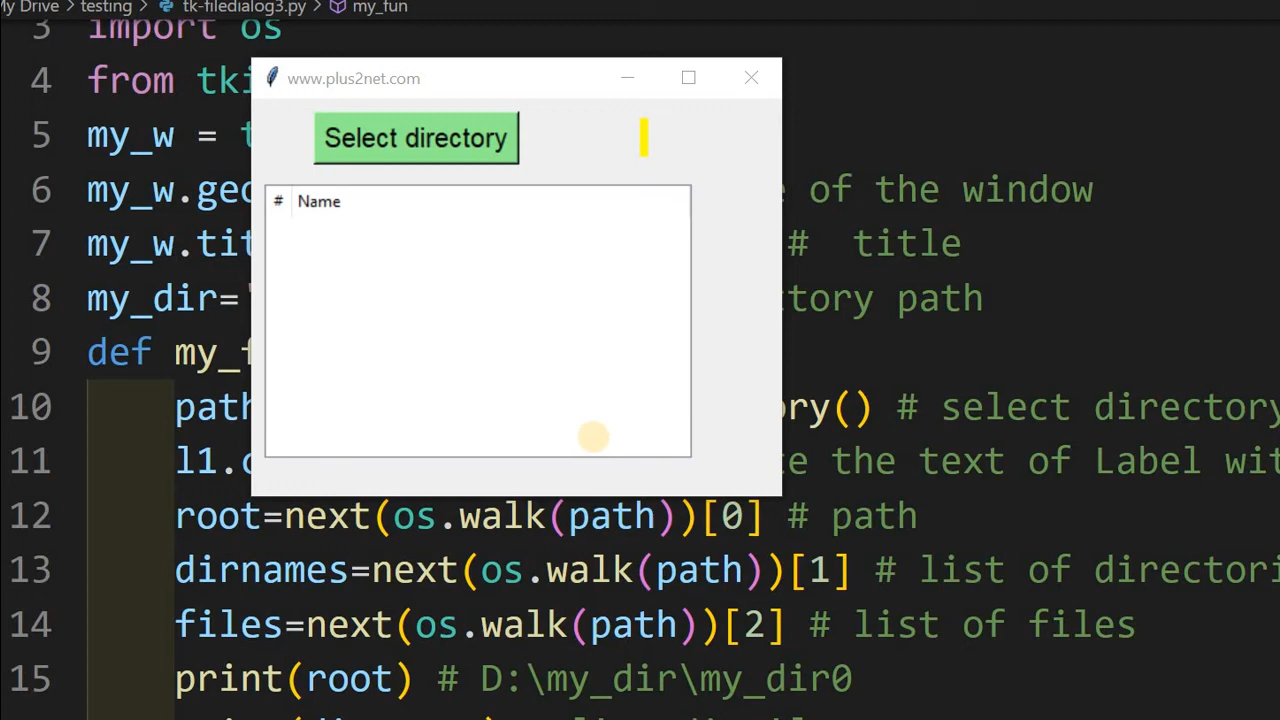 My Drive > testing > tk-filedialog3.py > my_fun
3 import os
4 from tki
www.plus2net.com
Select directory
5 my_w = t
# Name
6 my_w.geo e of the window
7 my_w.tit # title
8 my_dir=' tory path
9 def my_f
10 path ory() # select directory
11 l1.c te the text of Label wit
12 root=next(os.walk(path))[0] # path
13 dirnames=next(os.walk(path))[1] # list of directori
14 files=next(os.walk(path))[2] # list of files
15 print(root) # D:\my_dir\my_dir0